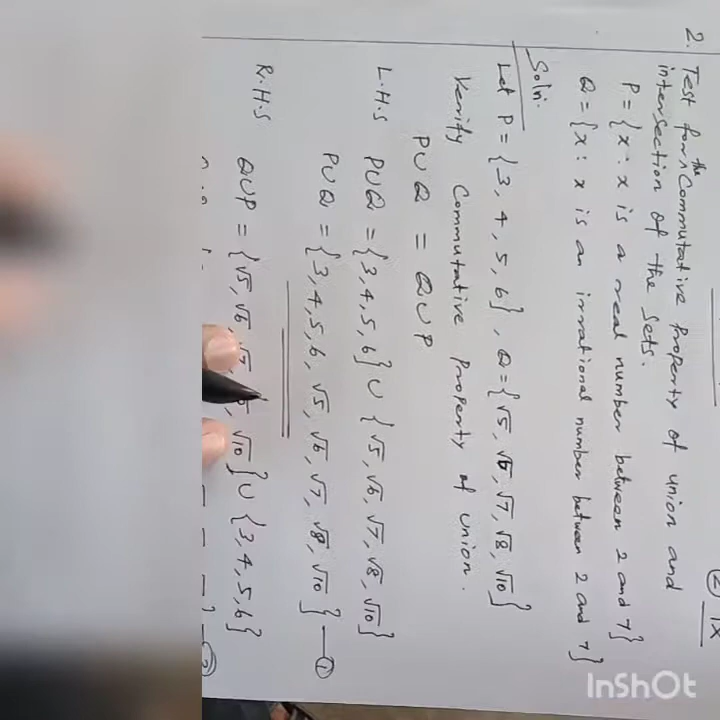 ② IX
2. Test for the Commutative Property of union and
intersection of the sets.
P = {x : x is a real number between 2 and 7}
Q = {x : x is an irrational number between 2 and 7}
Soln.
Let P = {3, 4, 5, 6}, Q = {√5, √6, √7, √8, √10}
Verify Commutative Property of union.
P∪Q = Q∪P
L.H.S P∪Q = {3, 4, 5, 6} ∪ {√5, √6, √7, √8, √10}
P∪Q = {3, 4, 5, 6, √5, √6, √7, √8, √10} — ①
R.H.S
Q∪P = {√5, √6, √7, √10} ∪ {3, 4, 5, 6}
InShOt